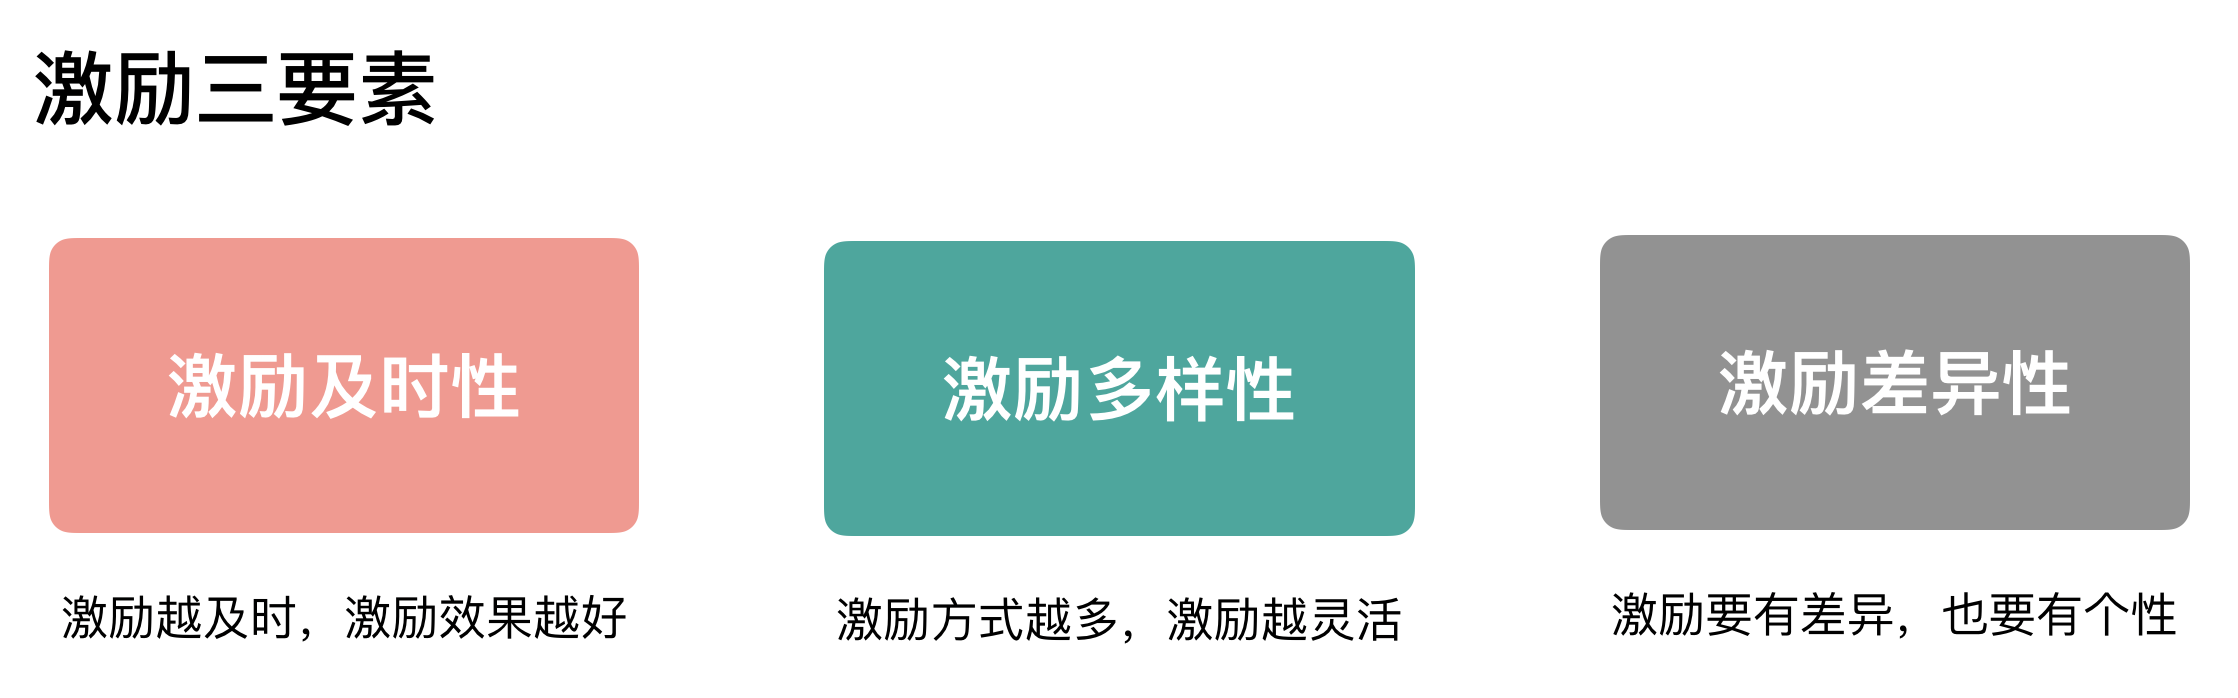 激励三要素
激励及时性
激励多样性
激励差异性
激励越及时，激励效果越好
激励方式越多，激励越灵活
激励要有差异，也要有个性